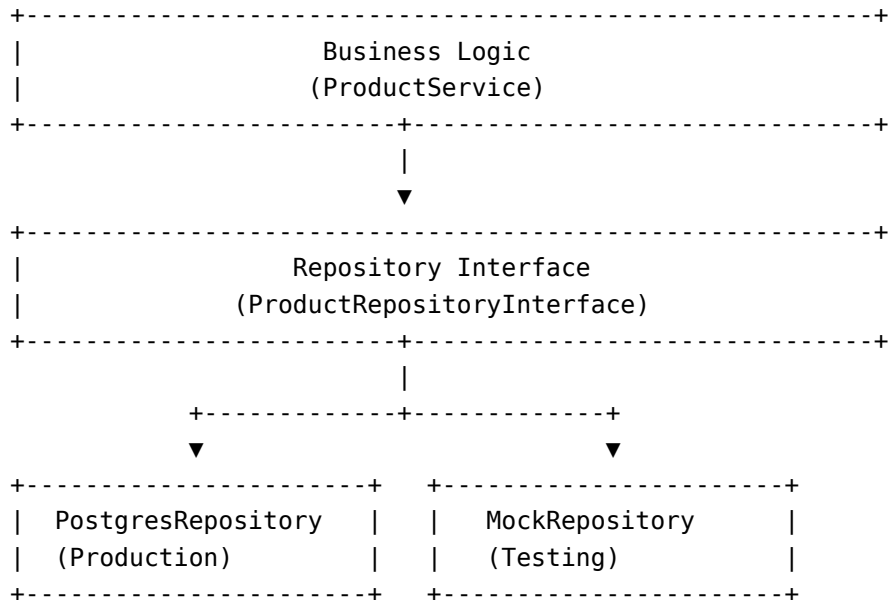 Business Logic
(ProductService)
Repository Interface
(ProductRepositoryInterface)
PostgresRepository
(Production)
MockRepository
(Testing)